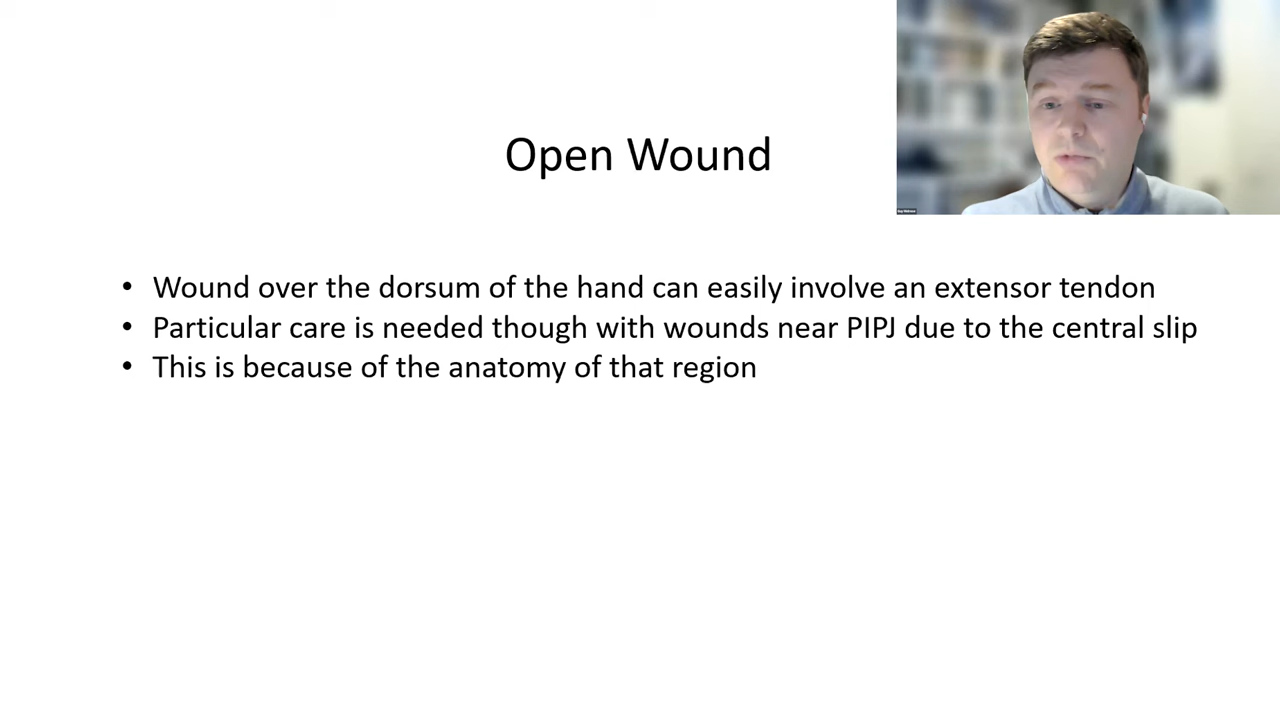 Open Wound
• Wound over the dorsum of the hand can easily involve an extensor tendon
• Particular care is needed though with wounds near PIPJ due to the central slip
• This is because of the anatomy of that region